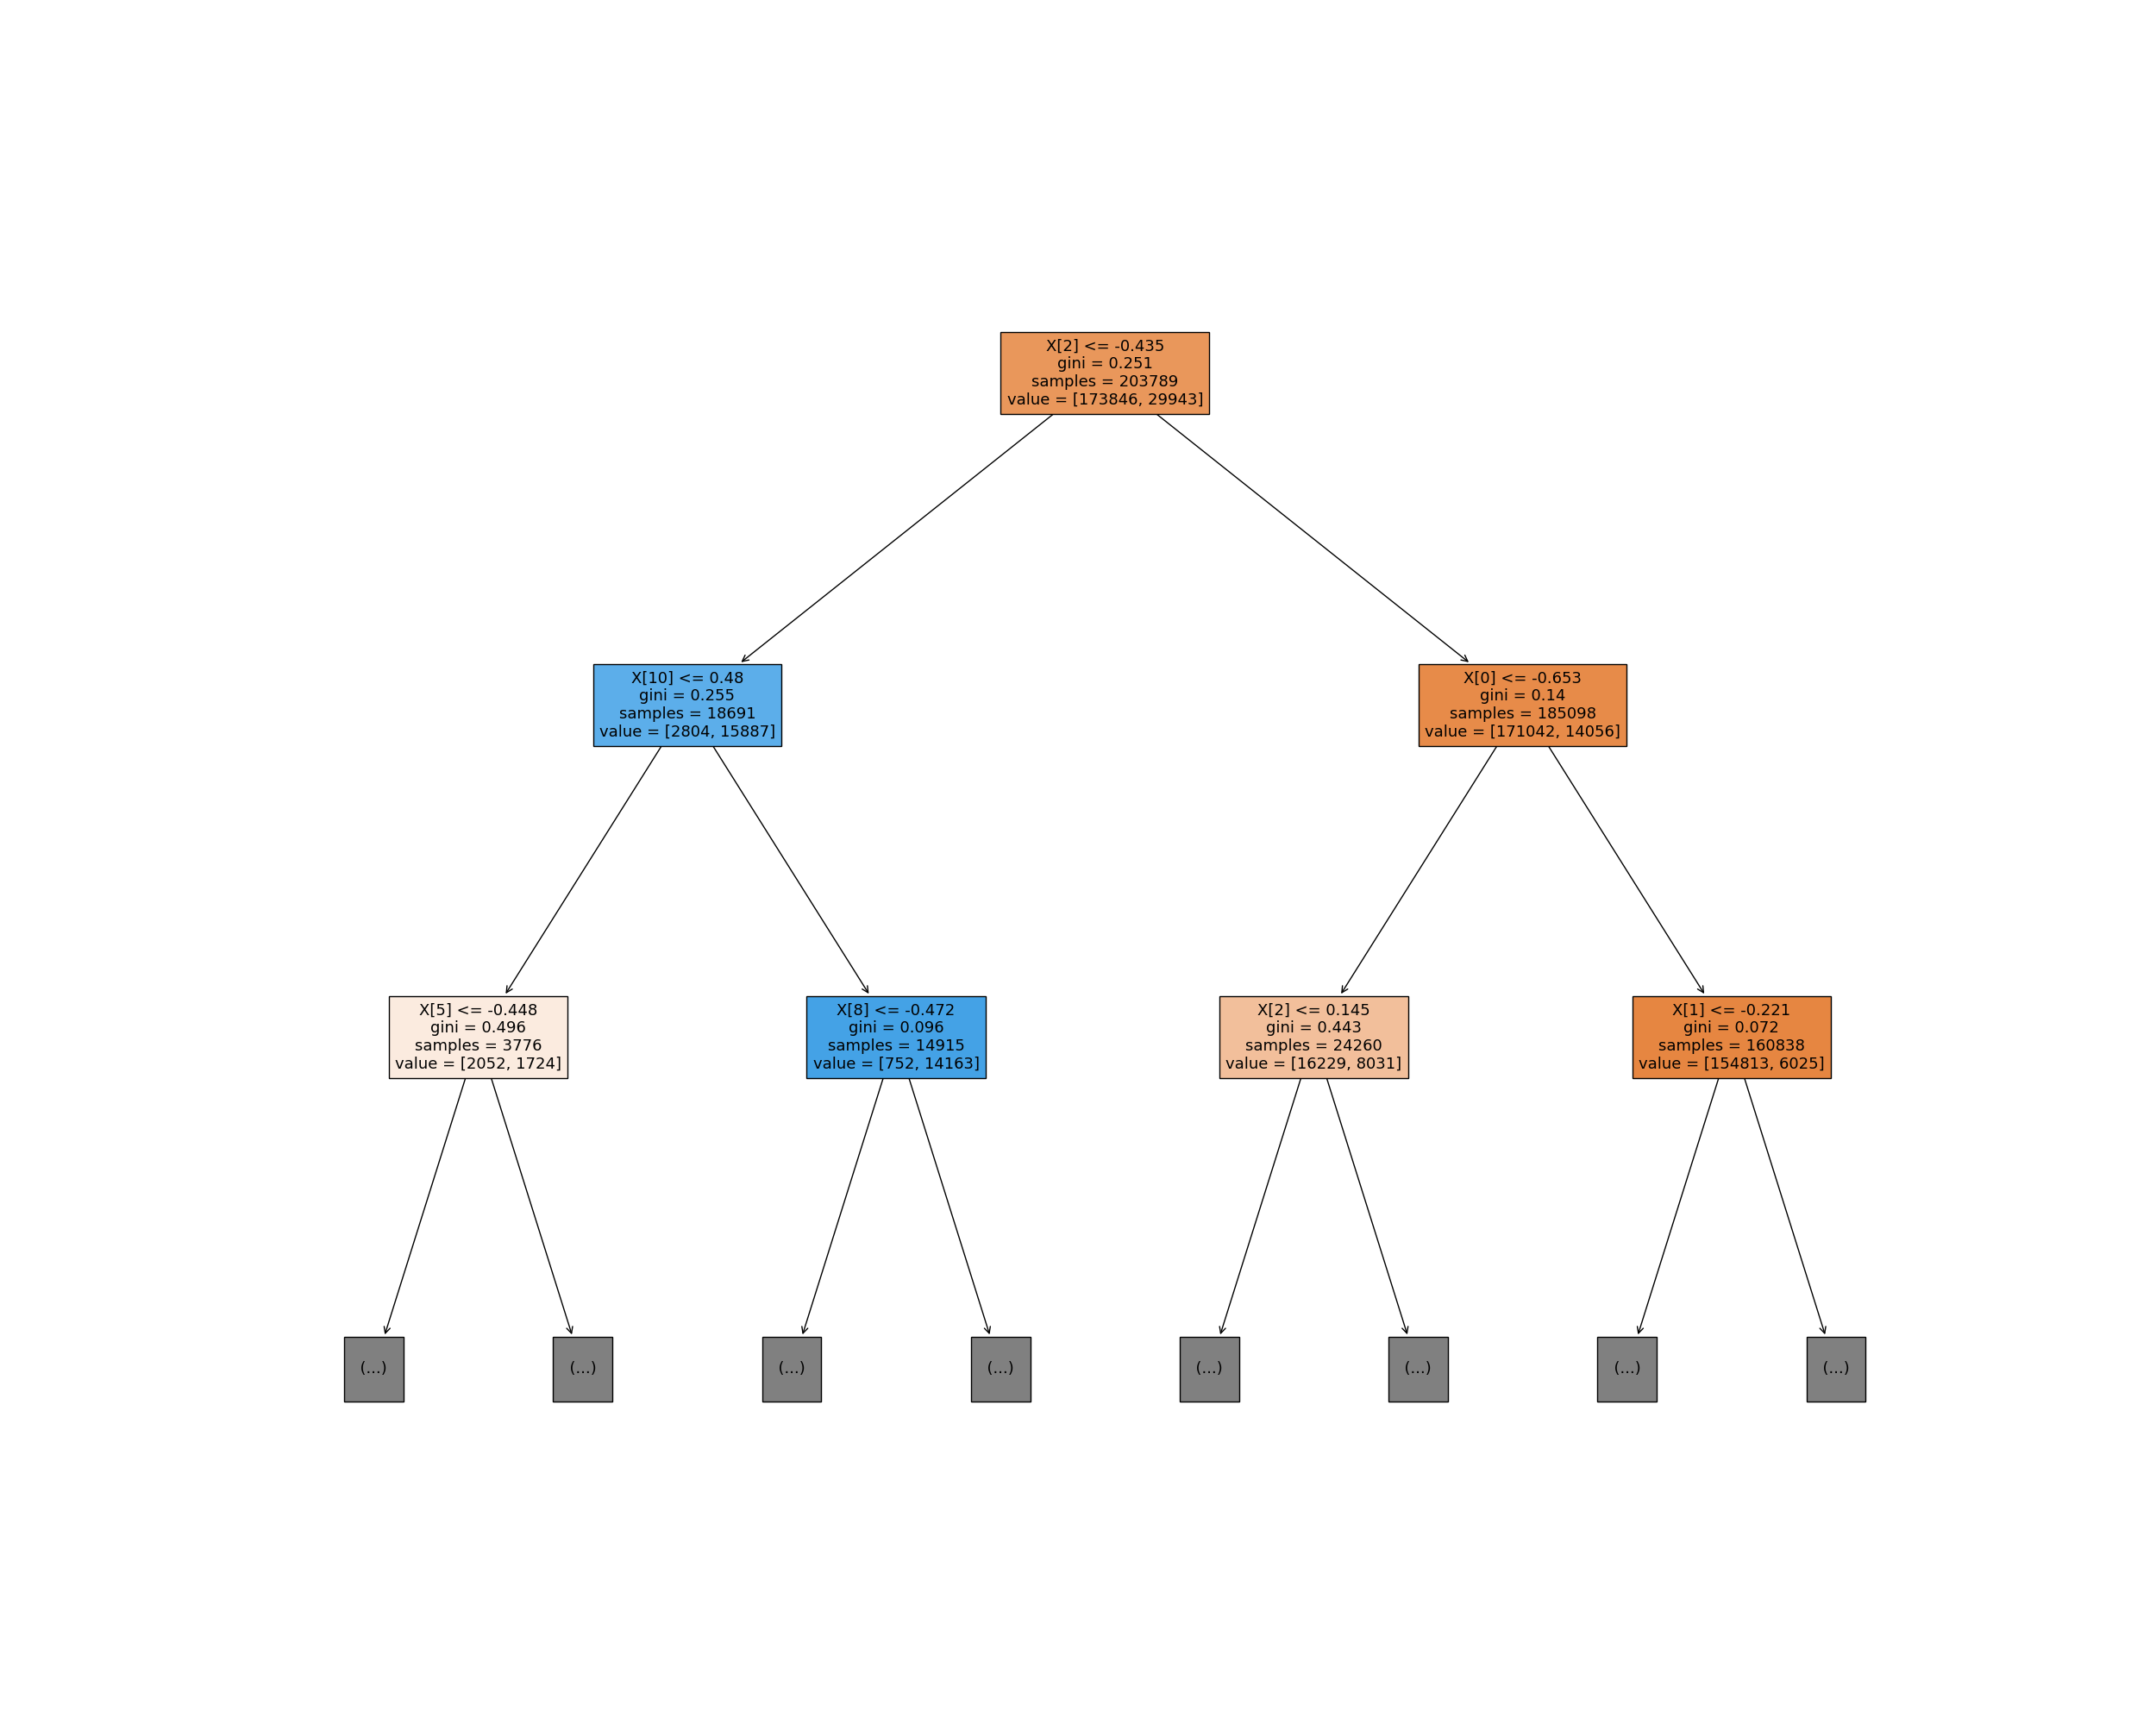 X[2] <= -0.435
gini = 0.251
samples = 203789
value = [173846, 29943]
X[10] <= 0.48
gini = 0.255
samples = 18691
value = [2804, 15887]
X[0] <= -0.653
gini = 0.14
samples = 185098
value = [171042, 14056]
X[5] <= -0.448
gini = 0.496
samples = 3776
value = [2052, 1724]
X[8] <= -0.472
gini = 0.096
samples = 14915
value = [752, 14163]
X[2] <= 0.145
gini = 0.443
samples = 24260
value = [16229, 8031]
X[1] <= -0.221
gini = 0.072
samples = 160838
value = [154813, 6025]
(...)
(...)
(...)
(...)
(...)
(...)
(...)
(...)